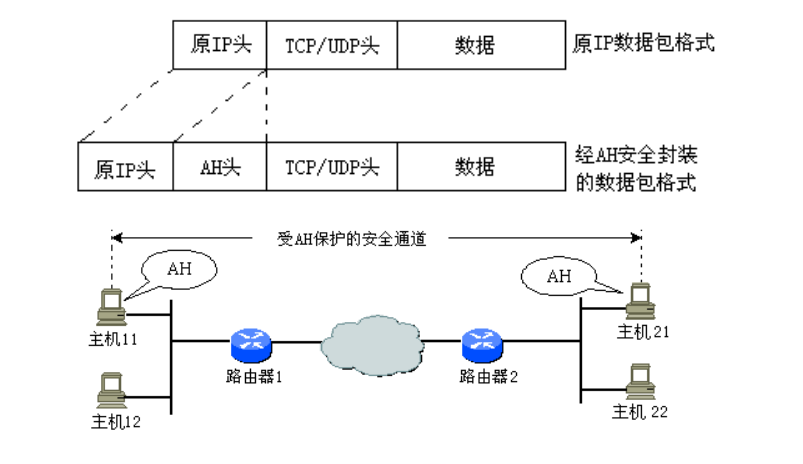 原IP头 TCP/UDP头 数据 原IP数据包格式
原IP头 AH头 TCP/UDP头 数据 经AH安全封装
的数据包格式
受AH保护的安全通道
AH AH
主机11 主机21
路由器1 路由器2
主机12 主机 22